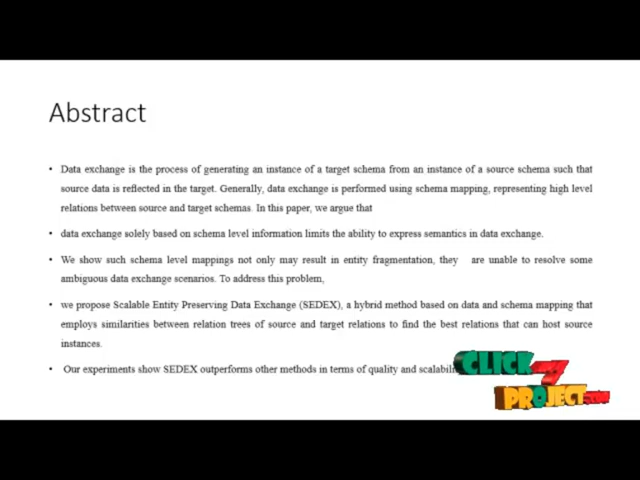 Abstract
• Data exchange is the process of generating an instance of a target schema from an instance of a source schema such that
source data is reflected in the target. Generally, data exchange is performed using schema mapping, representing high level
relations between source and target schemas. In this paper, we argue that
• data exchange solely based on schema level information limits the ability to express semantics in data exchange.
• We show such schema level mappings not only may result in entity fragmentation, they are unable to resolve some
ambiguous data exchange scenarios. To address this problem,
• we propose Scalable Entity Preserving Data Exchange (SEDEX), a hybrid method based on data and schema mapping that
employs similarities between relation trees of source and target relations to find the best relations that can host source
instances.
• Our experiments show SEDEX outperforms other methods in terms of quality and
CLICK
7
PROJECT.COM